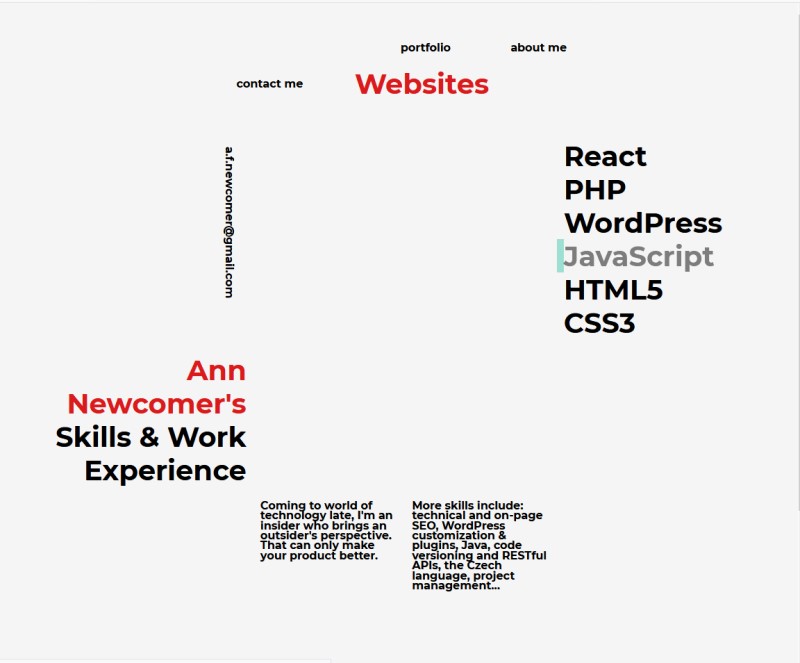 portfolio
about me
contact me
Websites
a.f.newcomer@gmail.com
React
PHP
WordPress
JavaScript
HTML5
CSS3
Ann
Newcomer's
Skills & Work
Experience
Coming to world of
technology late, I'm an
insider who brings an
outsider's perspective.
That can only make
your product better.
More skills include:
technical and on-page
SEO, WordPress
customization &
plugins, Java, code
versioning and RESTful
APIs, the Czech
language, project
management...